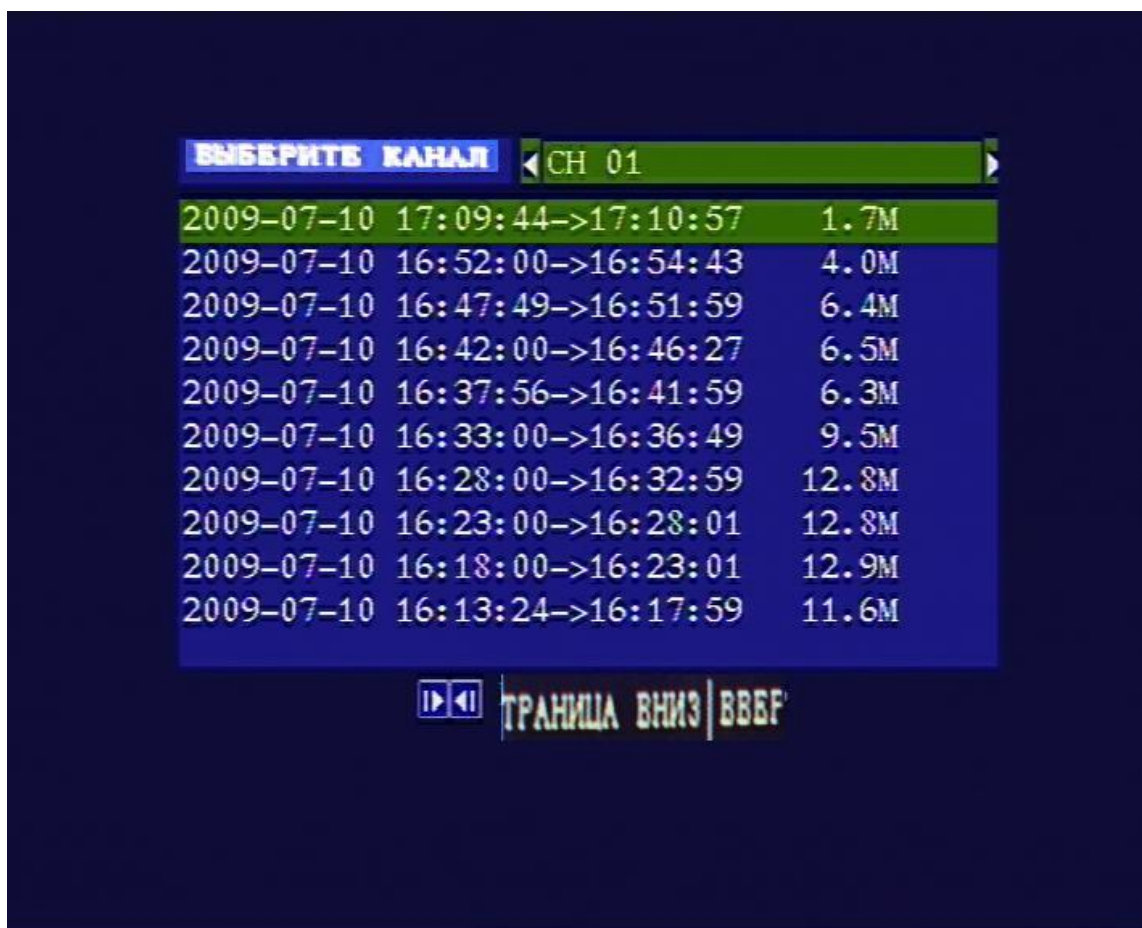 ВЫБЕРИТЕ КАНАЛ CH 01
2009-07-10 17:09:44->17:10:57 1.7M
2009-07-10 16:52:00->16:54:43 4.0M
2009-07-10 16:47:49->16:51:59 6.4M
2009-07-10 16:42:00->16:46:27 6.5M
2009-07-10 16:37:56->16:41:59 6.3M
2009-07-10 16:33:00->16:36:49 9.5M
2009-07-10 16:28:00->16:32:59 12.8M
2009-07-10 16:23:00->16:28:01 12.8M
2009-07-10 16:18:00->16:23:01 12.9M
2009-07-10 16:13:24->16:17:59 11.6M
ТРАНИЦА ВНИЗ